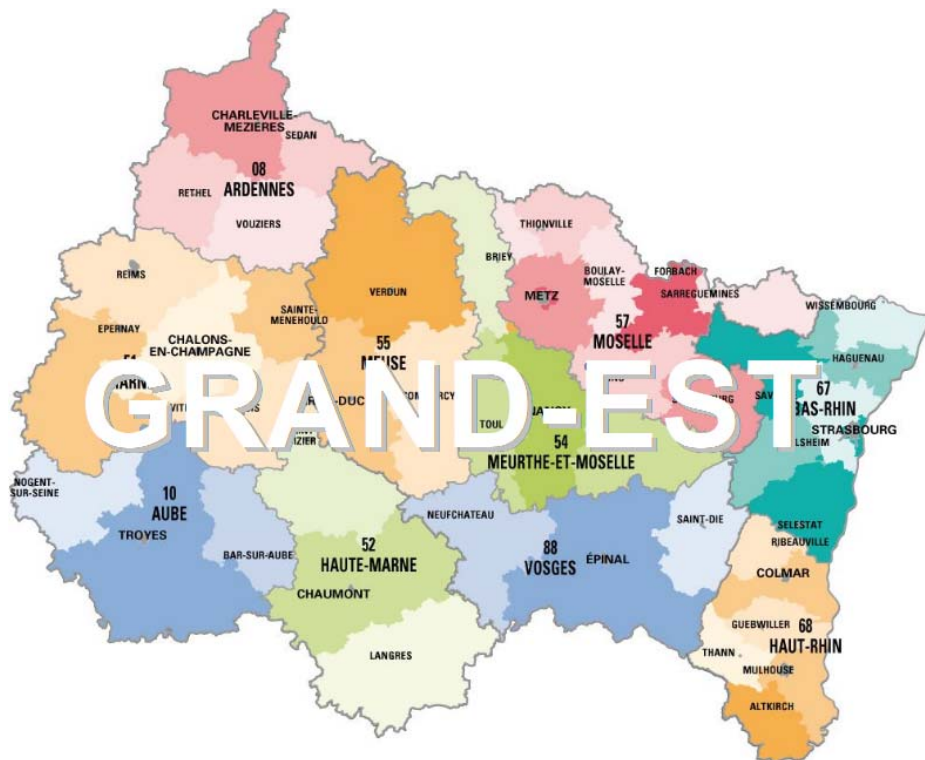 CHARLEVILLE-
MEZIERES
SEDAN
08
ARDENNES
RETHEL
VOUZIERS
THIONVILLE
BRIEY
BOULAY-
MOSELLE
FORBACH
SARREGUEMINES
WISSEMBOURG
REIMS
VERDUN
METZ
SAINTE-
MENEHOULD
57
MOSELLE
EPERNAY
CHALONS-
EN-CHAMPAGNE
55
MEUSE
HAGUENAU
67
BAS-RHIN
GRAND-EST
TOUL
STRASBOURG
54
MEURTHE-ET-MOSELLE
NOGENT-
SUR-SEINE
10
AUBE
TROYES
BAR-SUR-AUBE
NEUFCHATEAU
SAINT-DIE
SELESTAT
RIBEAUVILLE
52
HAUTE-MARNE
CHAUMONT
88
VOSGES
ÉPINAL
COLMAR
GUEBWILLER
68
HAUT-RHIN
THANN
MULHOUSE
LANGRES
ALTKIRCH